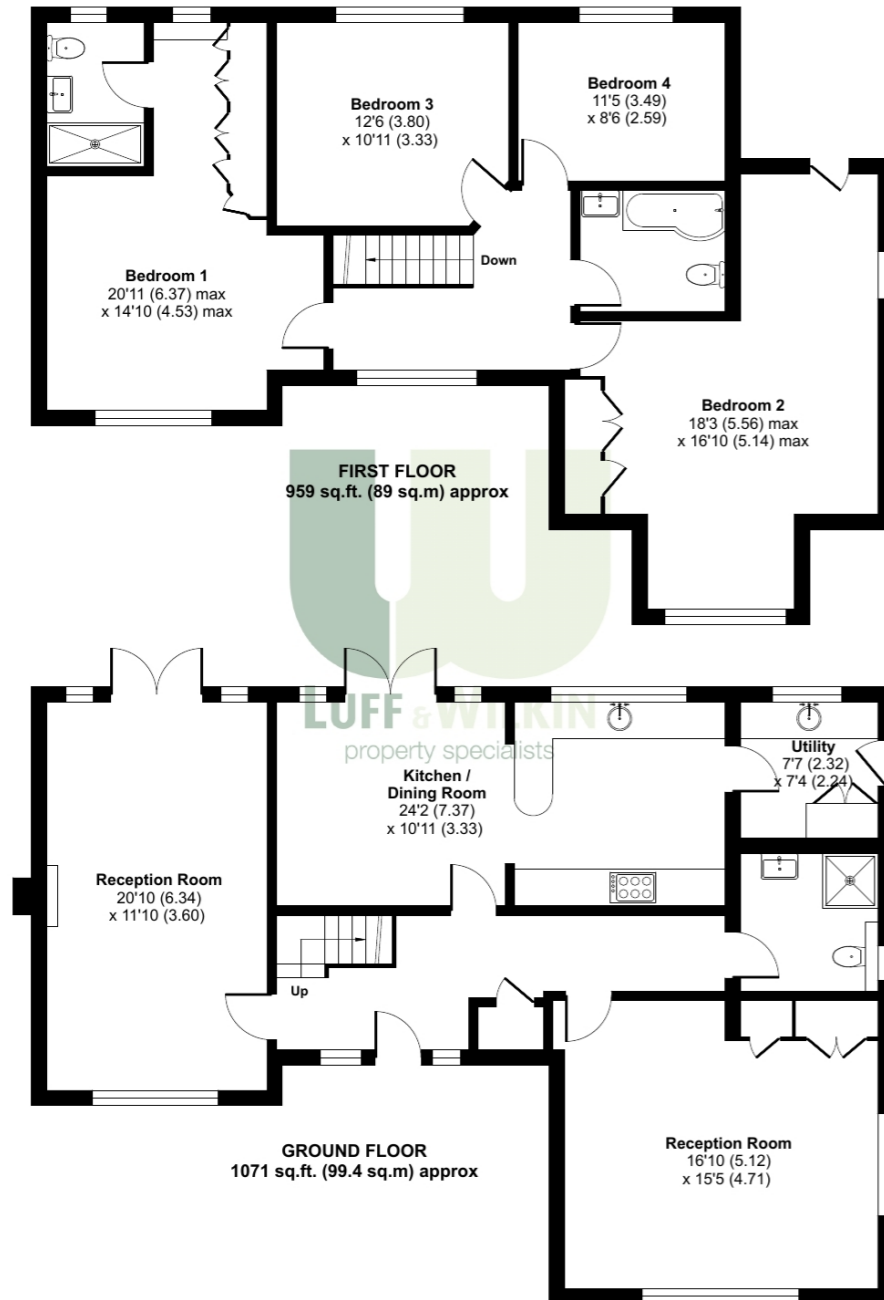 Bedroom 3
12'6 (3.80)
x 10'11 (3.33)
Bedroom 4
11'5 (3.49)
x 8'6 (2.59)
Bedroom 1
20'11 (6.37) max
x 14'10 (4.53) max
Down
Bedroom 2
18'3 (5.56) max
x 16'10 (5.14) max
FIRST FLOOR
959 sq.ft. (89 sq.m) approx
LUFF & WILKIN
property specialists
Kitchen /
Dining Room
24'2 (7.37)
x 10'11 (3.33)
Utility
7'7 (2.32)
x 7'4 (2.24)
Reception Room
20'10 (6.34)
x 11'10 (3.60)
Up
GROUND FLOOR
1071 sq.ft. (99.4 sq.m) approx
Reception Room
16'10 (5.12)
x 15'5 (4.71)